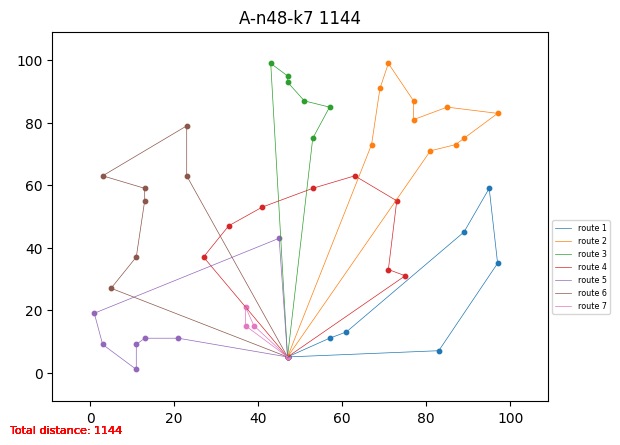 A-n48-k7 1144
100
80
60
40
20
0
0 20 40 60 80 100
route 1
route 2
route 3
route 4
route 5
route 6
route 7
Total distance: 1144